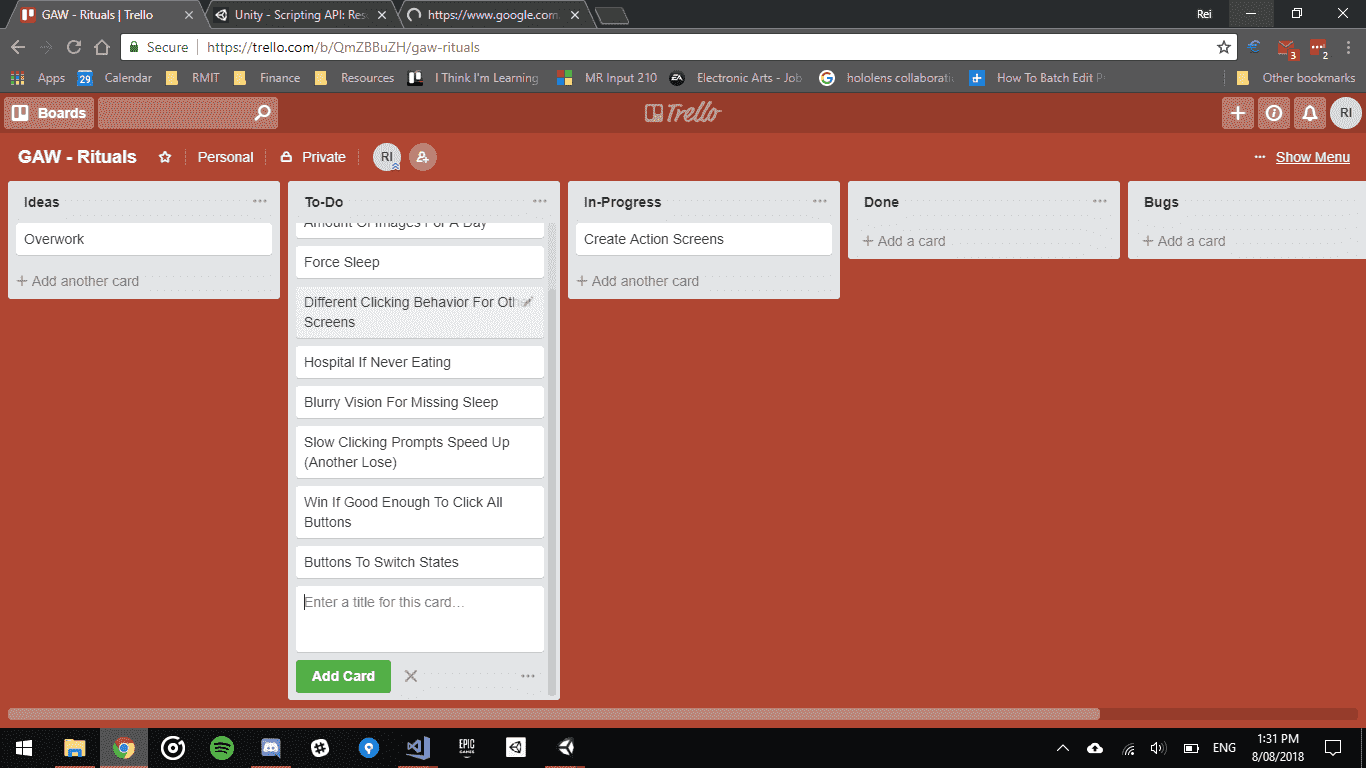 GAW - Rituals | Trello
Unity - Scripting API: Res
https://www.google.com.
Rei
Secure
https://trello.com/b/QmZBBuZH/gaw-rituals
3
2
Apps
29
Calendar
RMIT
Finance
Resources
I Think I'm Learning
MR Input 210
EA
Electronic Arts - Job
G
hololens collaborati
How To Batch Edit P
Other bookmarks
Boards
Trello
RI
GAW - Rituals
Personal
Private
RI
Show Menu
Ideas
Overwork
+ Add another card
To-Do
Amount Of Images For A Day
Force Sleep
Different Clicking Behavior For Oth
Screens
Hospital If Never Eating
Blurry Vision For Missing Sleep
Slow Clicking Prompts Speed Up
(Another Lose)
Win If Good Enough To Click All
Buttons
Buttons To Switch States
Enter a title for this card…
Add Card
In-Progress
Create Action Screens
+ Add another card
Done
+ Add a card
Bugs
+ Add a card
EPIC
GAMES
ENG
1:31 PM
8/08/2018